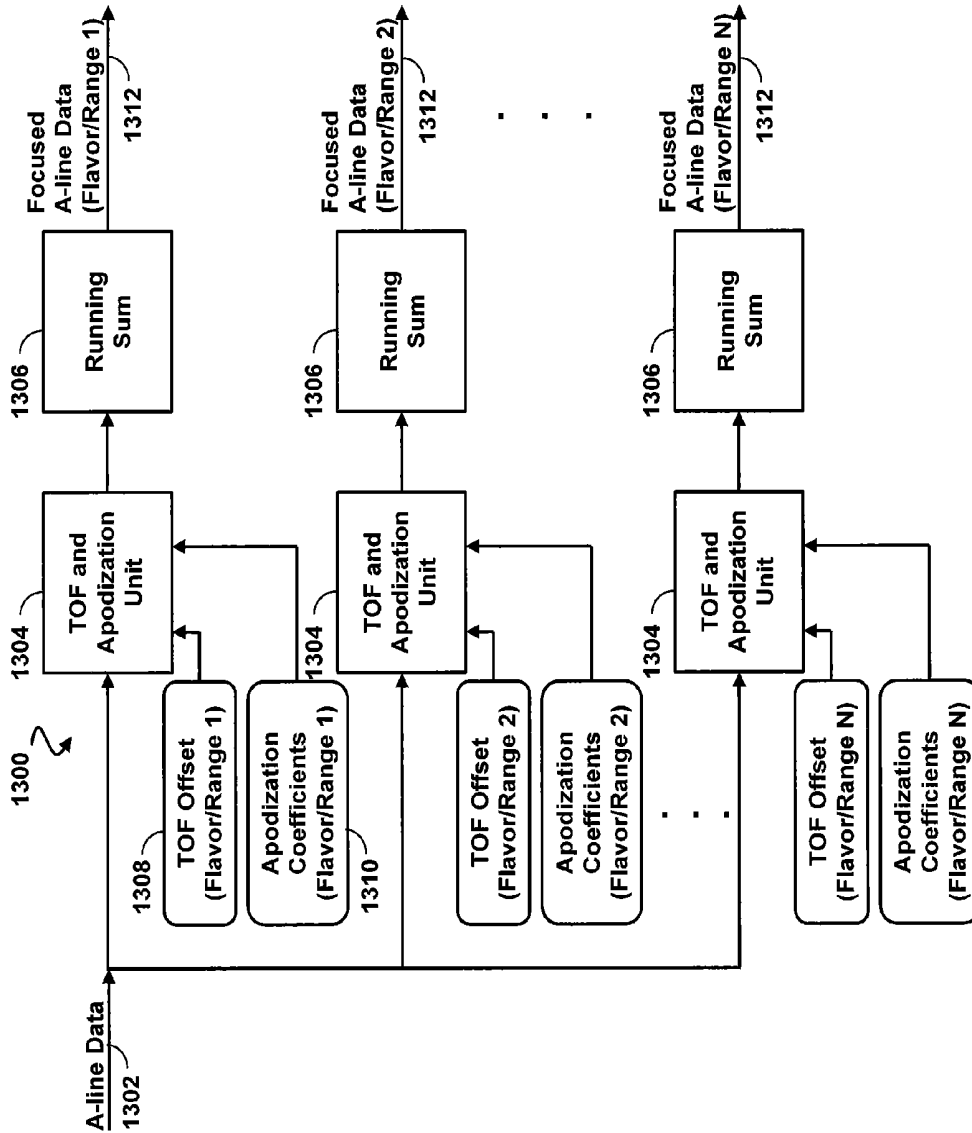 1300
A-line Data
1302
1304
TOF and
Apodization
Unit
1306
Running
Sum
Focused
A-line Data
(Flavor/Range 1)
1312
1308
TOF Offset
(Flavor/Range 1)
Apodization
Coefficients
(Flavor/Range 1)
1310
1304
TOF and
Apodization
Unit
1306
Running
Sum
Focused
A-line Data
(Flavor/Range 2)
1312
TOF Offset
(Flavor/Range 2)
Apodization
Coefficients
(Flavor/Range 2)
. . .
. . .
1304
TOF and
Apodization
Unit
1306
Running
Sum
Focused
A-line Data
(Flavor/Range N)
1312
TOF Offset
(Flavor/Range N)
Apodization
Coefficients
(Flavor/Range N)